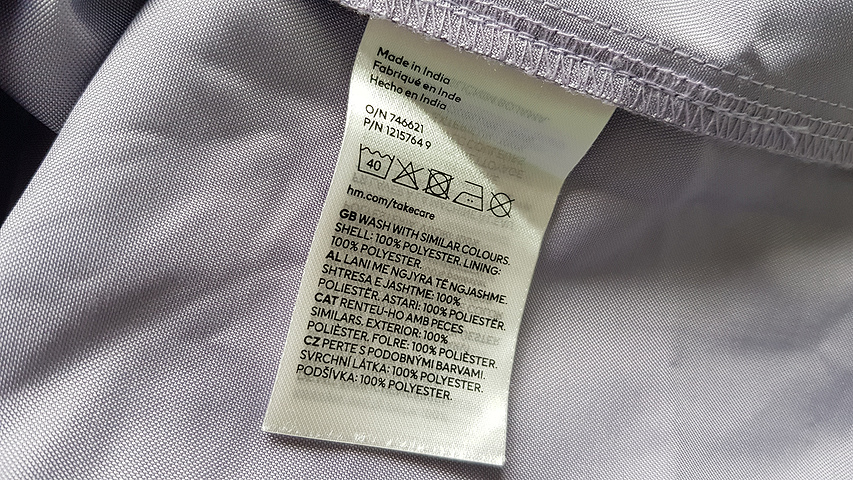 Made in India
Fabriqué en Inde
Hecho en India
O/N 746621
P/N 1215764 9
40
hm.com/takecare
GB WASH WITH SIMILAR COLOURS.
SHELL: 100% POLYESTER. LINING:
100% POLYESTER.
AL LANI ME NGJYRA TË NGJASHME.
SHTRESA E JASHTME: 100%
POLIESTËR. ASTARI: 100% POLIESTËR.
CAT RENTEU-HO AMB PECES
SIMILARS. EXTERIOR: 100%
POLIÈSTER, FOLRE: 100% POLIÈSTER.
CZ PERTE S PODOBNÝMI BARVAMI.
SVRCHNÍ LÁTKA: 100% POLYESTER.
PODŠÍVKA: 100% POLYESTER.